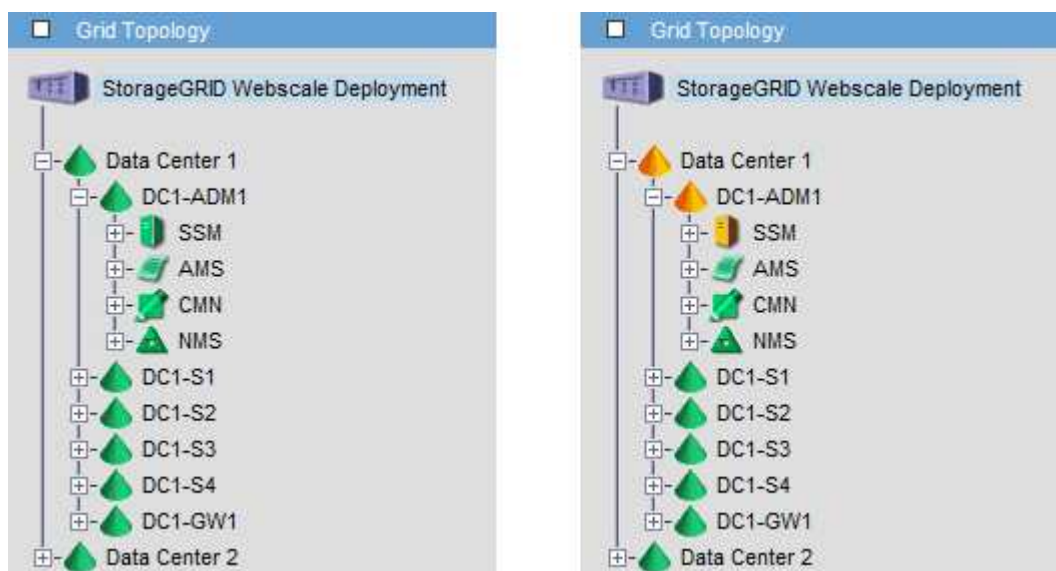 Grid Topology
StorageGRID Webscale Deployment
Data Center 1
DC1-ADM1
SSM
AMS
CMN
NMS
DC1-S1
DC1-S2
DC1-S3
DC1-S4
DC1-GW1
Data Center 2
Grid Topology
StorageGRID Webscale Deployment
Data Center 1
DC1-ADM1
SSM
AMS
CMN
NMS
DC1-S1
DC1-S2
DC1-S3
DC1-S4
DC1-GW1
Data Center 2